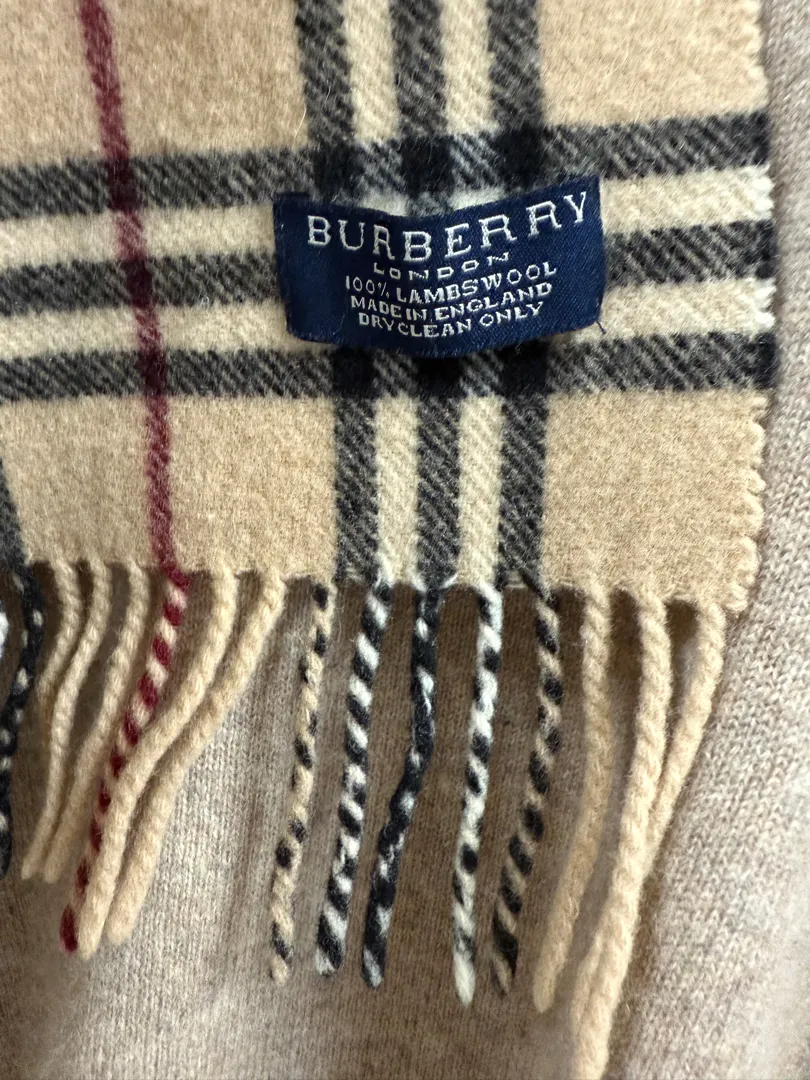 BURBERRY
LONDON
100% LAMBSWOOL
MADE IN ENGLAND
DRYCLEAN ONLY